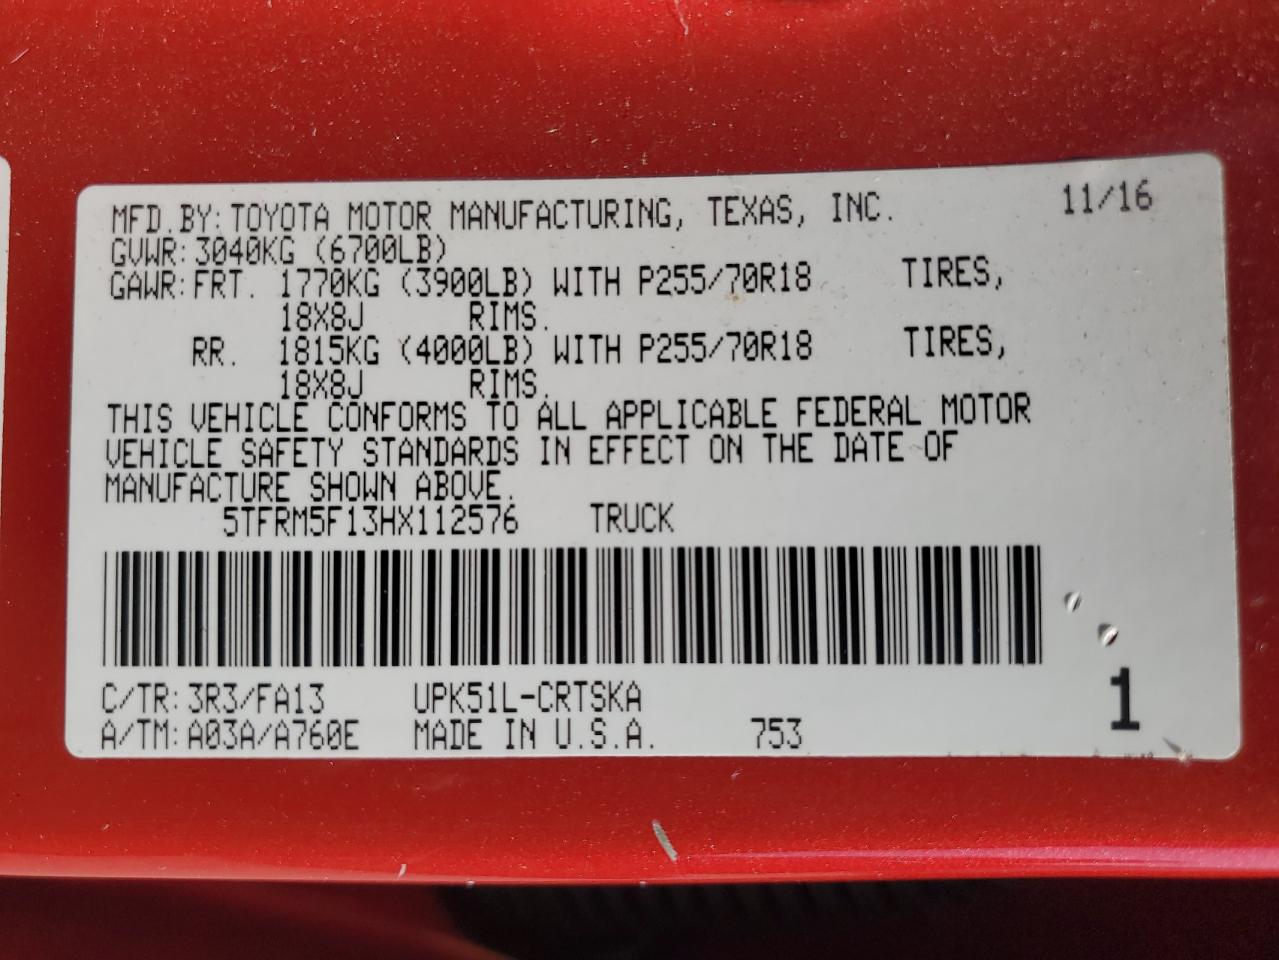 MFD.BY: TOYOTA MOTOR MANUFACTURING, TEXAS, INC. 11/16
GVWR: 3040KG (6700LB)
GAWR: FRT. 1770KG (3900LB) WITH P255/70R18 TIRES,
18X8J RIMS.
RR. 1815KG (4000LB) WITH P255/70R18 TIRES,
18X8J RIMS.
THIS VEHICLE CONFORMS TO ALL APPLICABLE FEDERAL MOTOR
VEHICLE SAFETY STANDARDS IN EFFECT ON THE DATE OF
MANUFACTURE SHOWN ABOVE.
5TFRM5F13HX112576 TRUCK
C/TR: 3R3/FA13 UPK51L-CRTSKA 1
A/TM: A03A/A760E MADE IN U.S.A. 753